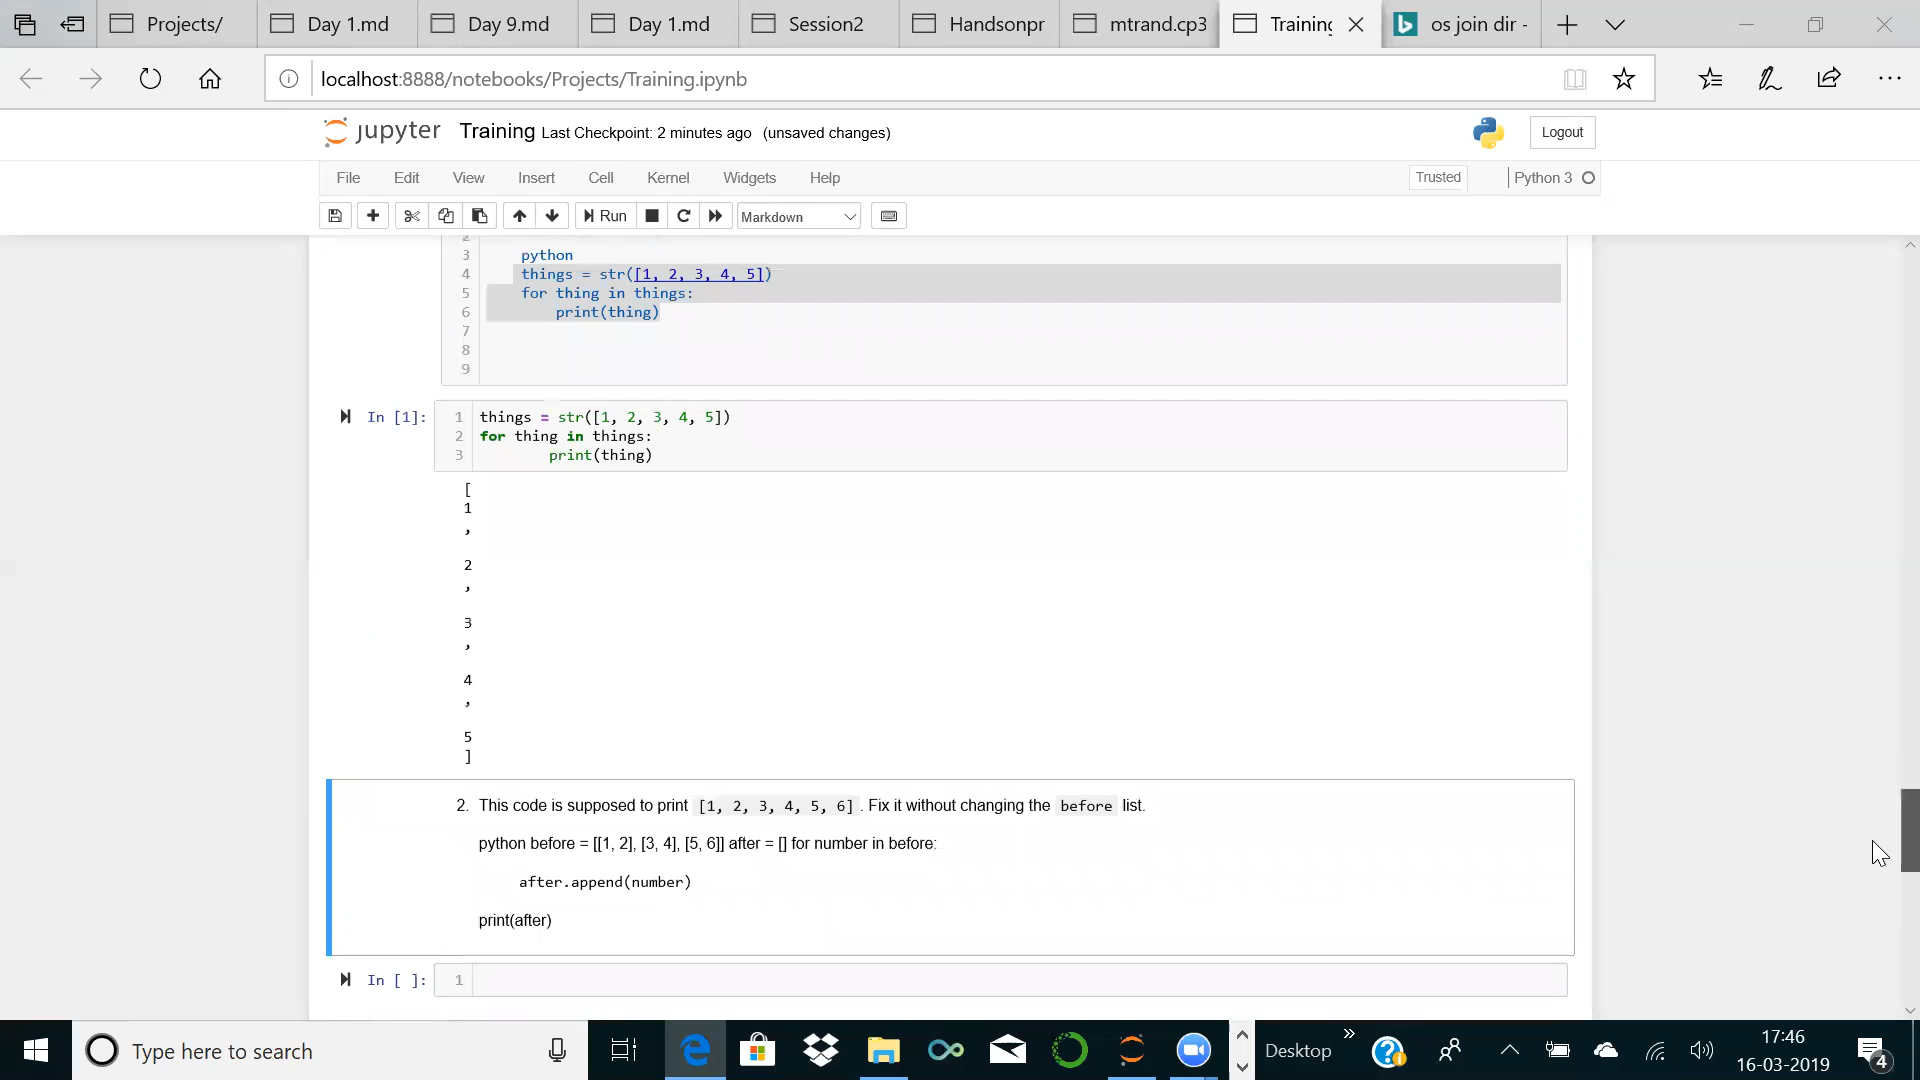 Projects/ Day 1.md Day 9.md Day 1.md Session2 Handsonpr mtrand.cp3 Training os join dir -
localhost:8888/notebooks/Projects/Training.ipynb
jupyter Training Last Checkpoint: 2 minutes ago (unsaved changes) Logout
File Edit View Insert Cell Kernel Widgets Help Trusted Python 3
Run Markdown
2
3 python
4 things = str([1, 2, 3, 4, 5])
5 for thing in things:
6 print(thing)
7
8
9
In [1]: 1 things = str([1, 2, 3, 4, 5])
2 for thing in things:
3 print(thing)
[
1
,
2
,
3
,
4
,
5
]
2. This code is supposed to print [1, 2, 3, 4, 5, 6] . Fix it without changing the before list.
python before = [[1, 2], [3, 4], [5, 6]] after = [] for number in before:
after.append(number)
print(after)
In [ ]: 1
Type here to search Desktop 17:46
16-03-2019 4